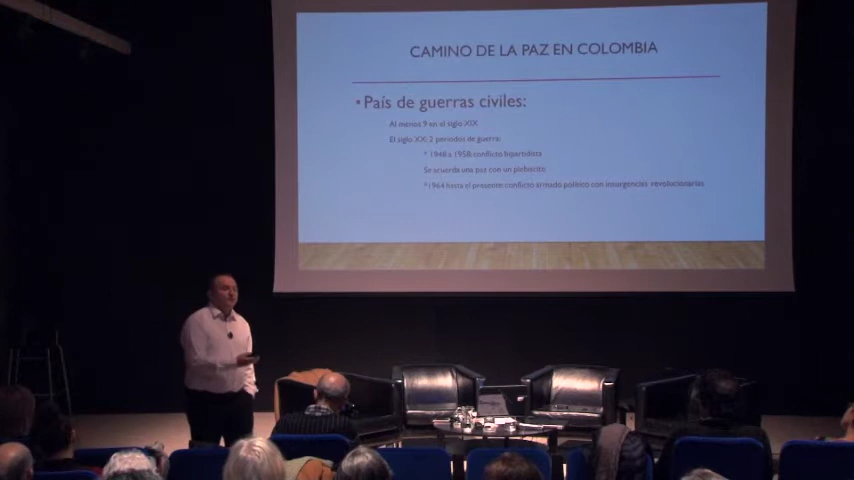 CAMINO DE LA PAZ EN COLOMBIA
• País de guerras civiles:
Al menos 9 en el siglo XIX
El siglo XX: 2 periodos de guerra:
* 1948 a 1958: conflicto bipartidista
Se acuerda una paz con un plebiscito
*1964 hasta el presente: conflicto armado político con insurgencias revolucionarias